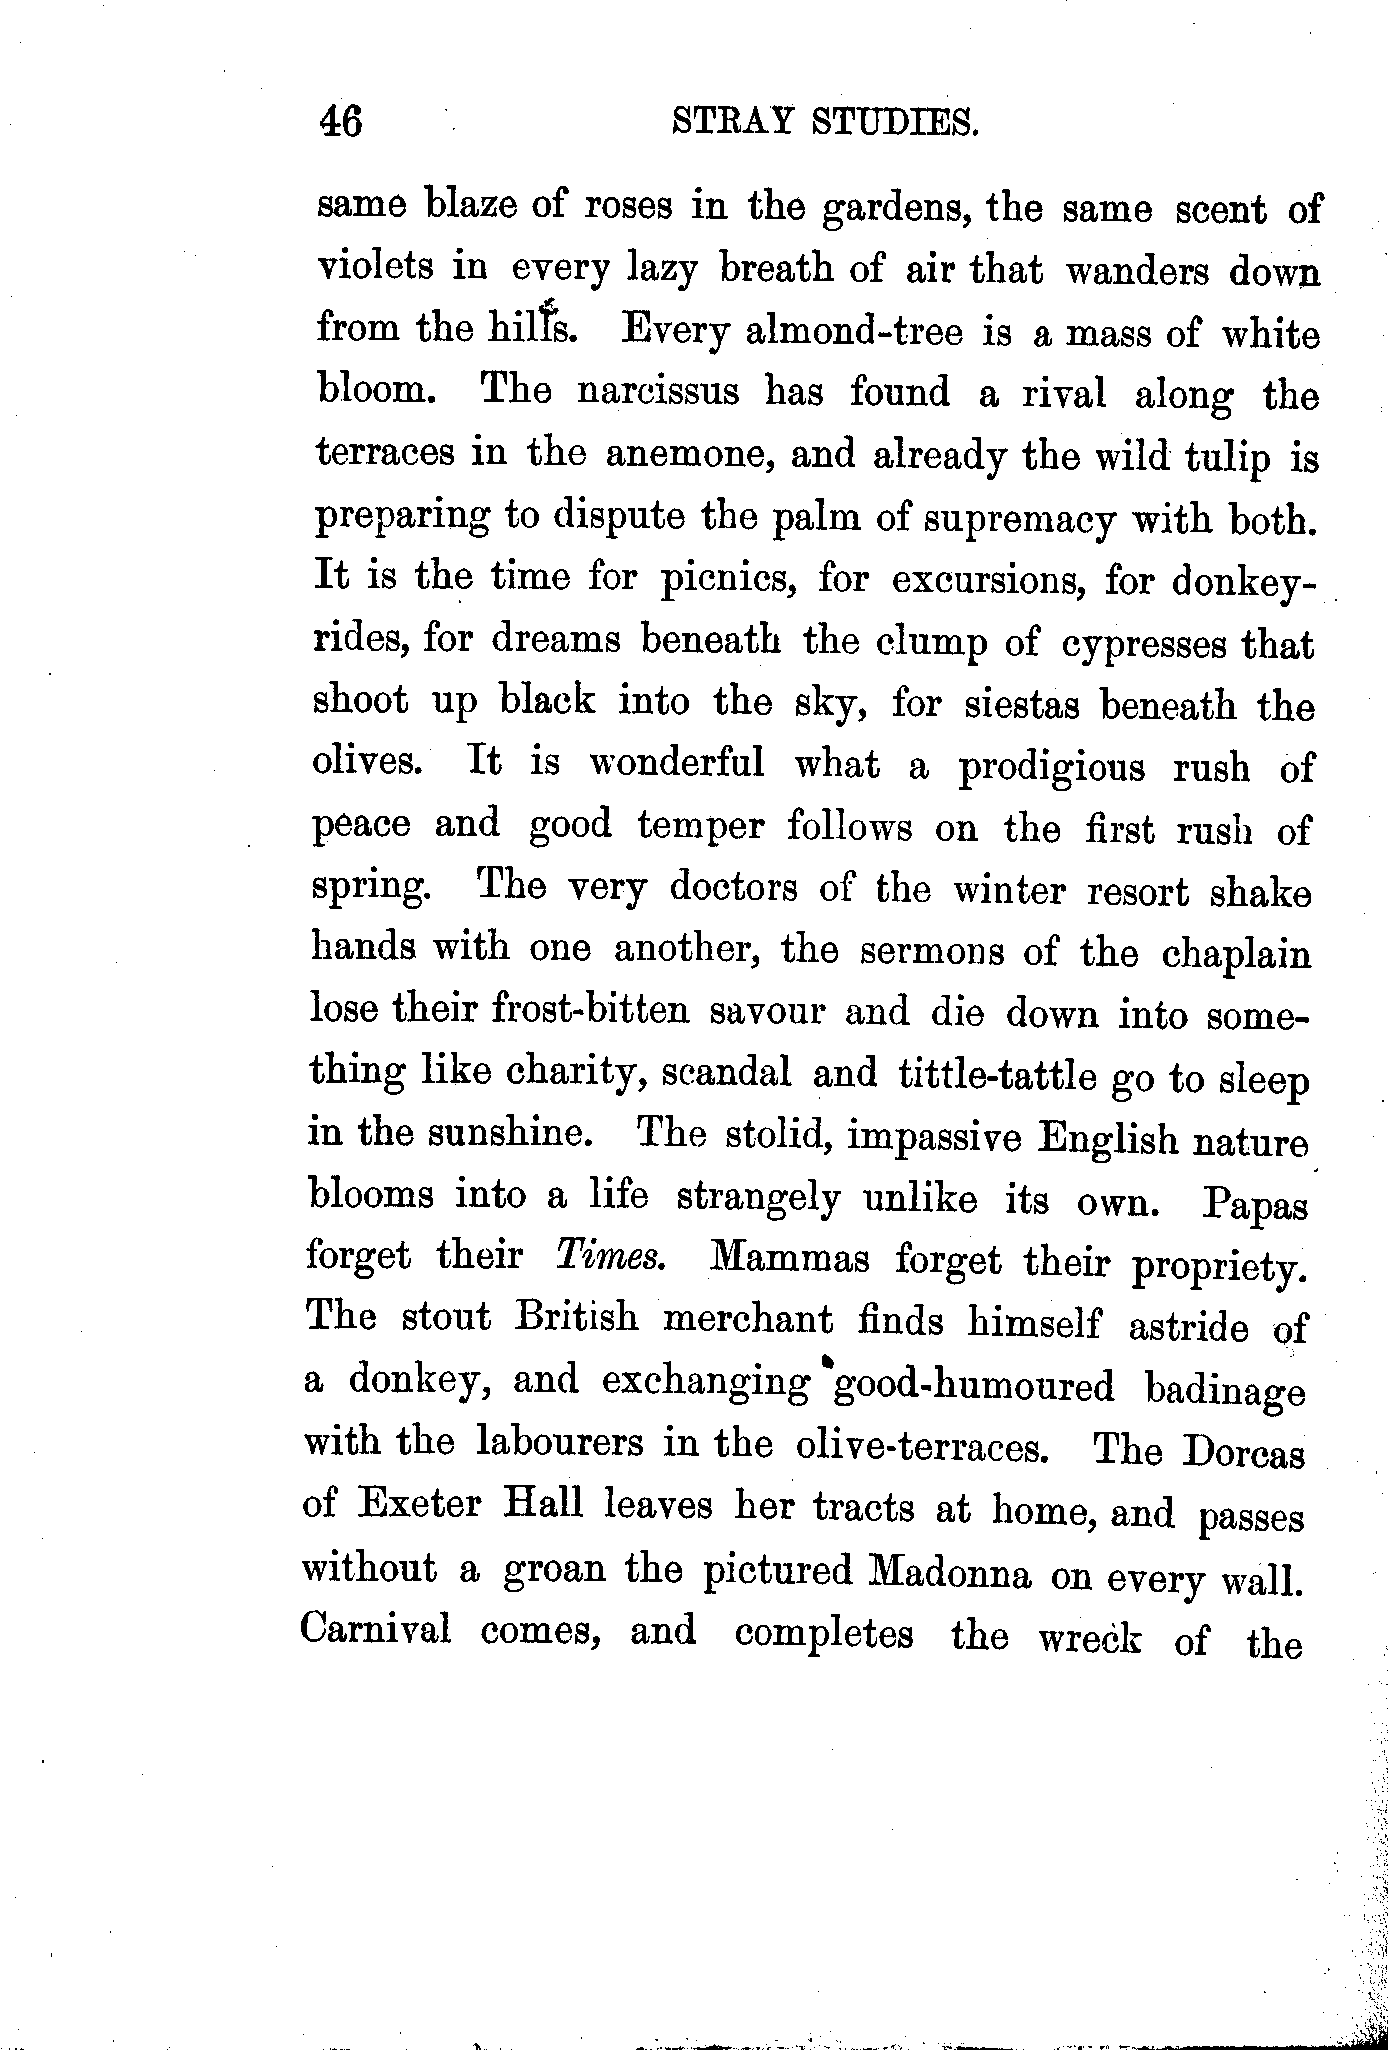 46 STRAY STUDIES.
same blaze of roses in the gardens, the same scent of
violets in every lazy breath of air that wanders down
from the hills. Every almond-tree is a mass of white
bloom. The narcissus has found a rival along the
terraces in the anemone, and already the wild tulip is
preparing to dispute the palm of supremacy with both.
It is the time for picnics, for excursions, for donkey-
rides, for dreams beneath the clump of cypresses that
shoot up black into the sky, for siestas beneath the
olives. It is wonderful what a prodigious rush of
peace and good temper follows on the first rush of
spring. The very doctors of the winter resort shake
hands with one another, the sermons of the chaplain
lose their frost-bitten savour and die down into some-
thing like charity, scandal and tittle-tattle go to sleep
in the sunshine. The stolid, impassive English nature
blooms into a life strangely unlike its own. Papas
forget their Times. Mammas forget their propriety.
The stout British merchant finds himself astride of
a donkey, and exchanging good-humoured badinage
with the labourers in the olive-terraces. The Dorcas
of Exeter Hall leaves her tracts at home, and passes
without a groan the pictured Madonna on every wall.
Carnival comes, and completes the wreck of the